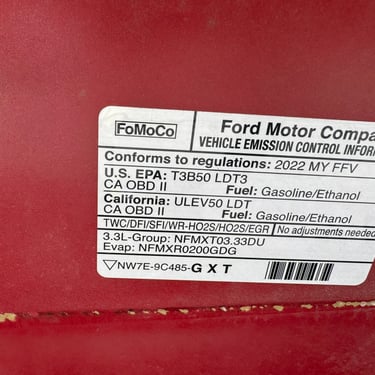 FoMoCo Ford Motor Compa
VEHICLE EMISSION CONTROL INFOR
Conforms to regulations: 2022 MY FFV
U.S. EPA: T3B50 LDT3
CA OBD II Fuel: Gasoline/Ethanol
California: ULEV50 LDT
CA OBD II Fuel: Gasoline/Ethanol
TWC/DFI/SFI/WR-HO2S/HO2S/EGR No adjustments needed
3.3L-Group: NFMXT03.33DU
Evap: NFMXR0200GDG
NW7E-9C485-GXT